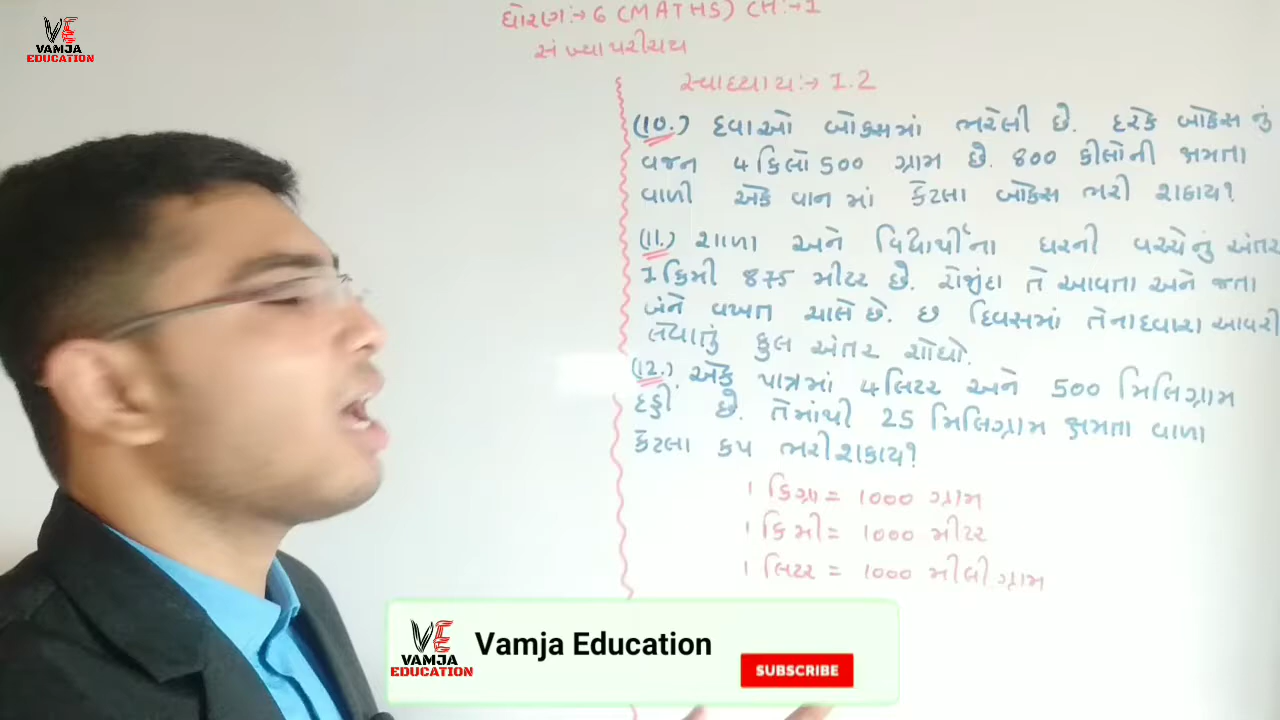 VAMJA
EDUCATION
ધોરણ:→ 6 (MATHS) CH:→1
સંખ્યા પરીચય
સ્વાધ્યાય:→ 1.2
(10.) દવાઓ બોક્સમાં ભરેલી છે. દરેક બોક્સ નું
વજન 4 કિલો 500 ગ્રામ છે. 800 કીલોની ક્ષમતા
વાળી એક વાન માં કેટલા બોક્સ ભરી શકાય?
(11.) શાળા અને વિદ્યાર્થી ના ઘરની વચ્ચેનું અંતર
1 કિમી 875 મીટર છે. રોજીંદા તે આવતા અને જતા
બંને વખત ચાલે છે. છ દિવસમાં તેના દ્વારા આવરી
લેવાતું કુલ અંતર શોધો.
(12.) એક પાત્રમાં 4 લિટર અને 500 મિલિગ્રામ
દહીં છે. તેમાંથી 25 મિલિગ્રામ ક્ષમતા વાળા
કેટલા કપ ભરી શકાય?
1 કિગ્રા = 1000 ગ્રામ
1 કિમી = 1000 મીટર
1 લિટર = 1000 મીલી ગ્રામ
VAMJA
EDUCATION
Vamja Education
SUBSCRIBE